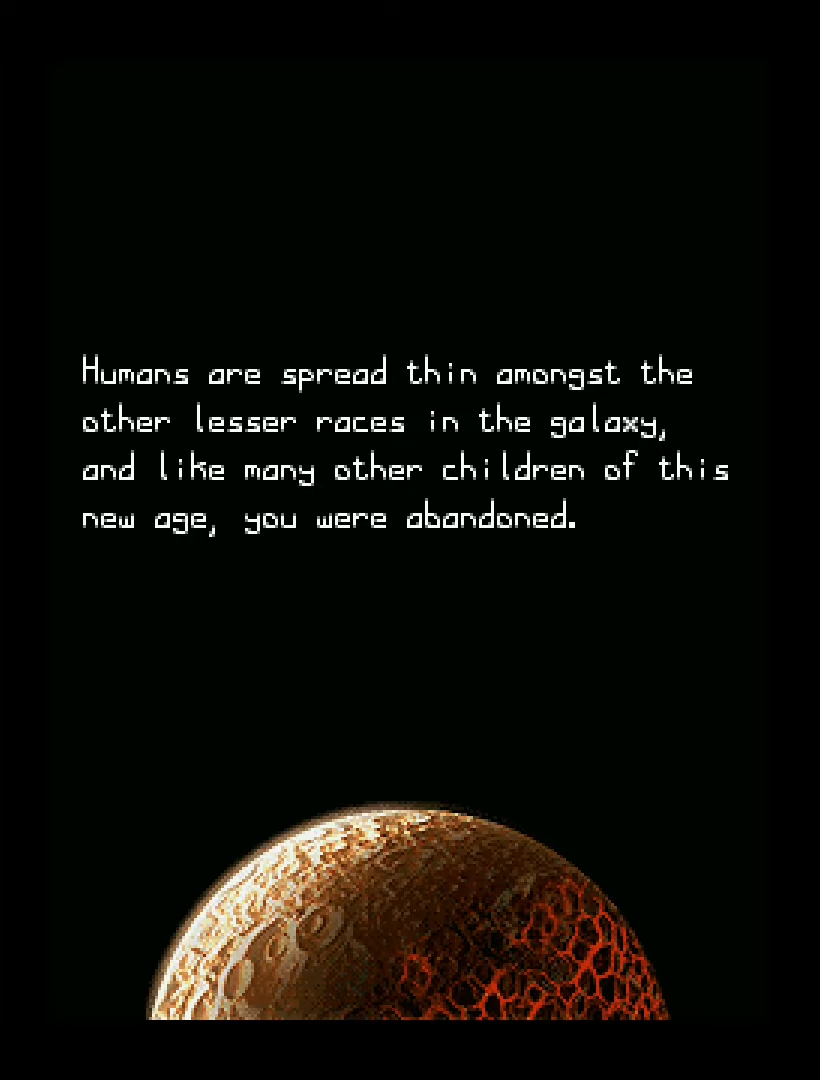 Humans are spread thin amongst the
other lesser races in the galaxy,
and like many other children of this
new age, you were abandoned.